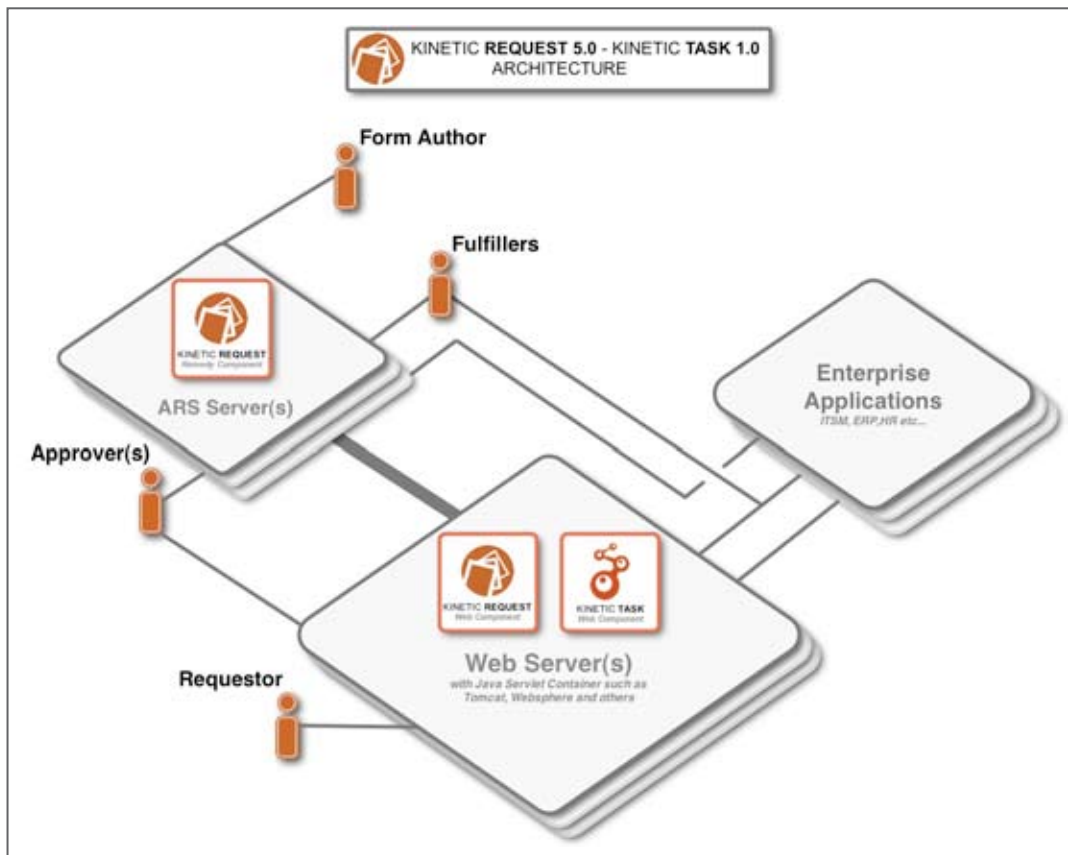 KINETIC REQUEST 5.0 - KINETIC TASK 1.0
ARCHITECTURE
Form Author
Fulfillers
KINETIC REQUEST
Remedy Component
ARS Server(s)
Enterprise
Applications
ITSM, ERP,HR etc...
Approver(s)
KINETIC REQUEST
Web Component
KINETIC TASK
Web Component
Web Server(s)
with Java Servlet Container such as
Tomcat, Websphere and others
Requestor